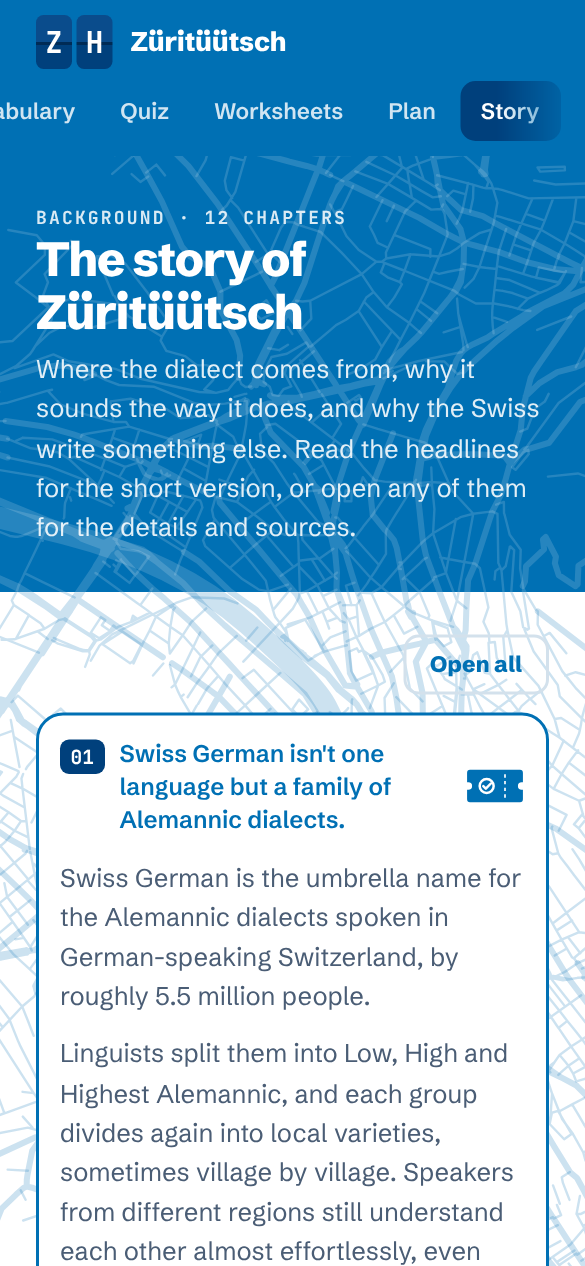 Z H Züritüütsch
abulary Quiz Worksheets Plan Story
BACKGROUND · 12 CHAPTERS
The story of
Züritüütsch
Where the dialect comes from, why it
sounds the way it does, and why the Swiss
write something else. Read the headlines
for the short version, or open any of them
for the details and sources.
Open all
01 Swiss German isn't one
language but a family of
Alemannic dialects.
Swiss German is the umbrella name for
the Alemannic dialects spoken in
German-speaking Switzerland, by
roughly 5.5 million people.
Linguists split them into Low, High and
Highest Alemannic, and each group
divides again into local varieties,
sometimes village by village. Speakers
from different regions still understand
each other almost effortlessly, even